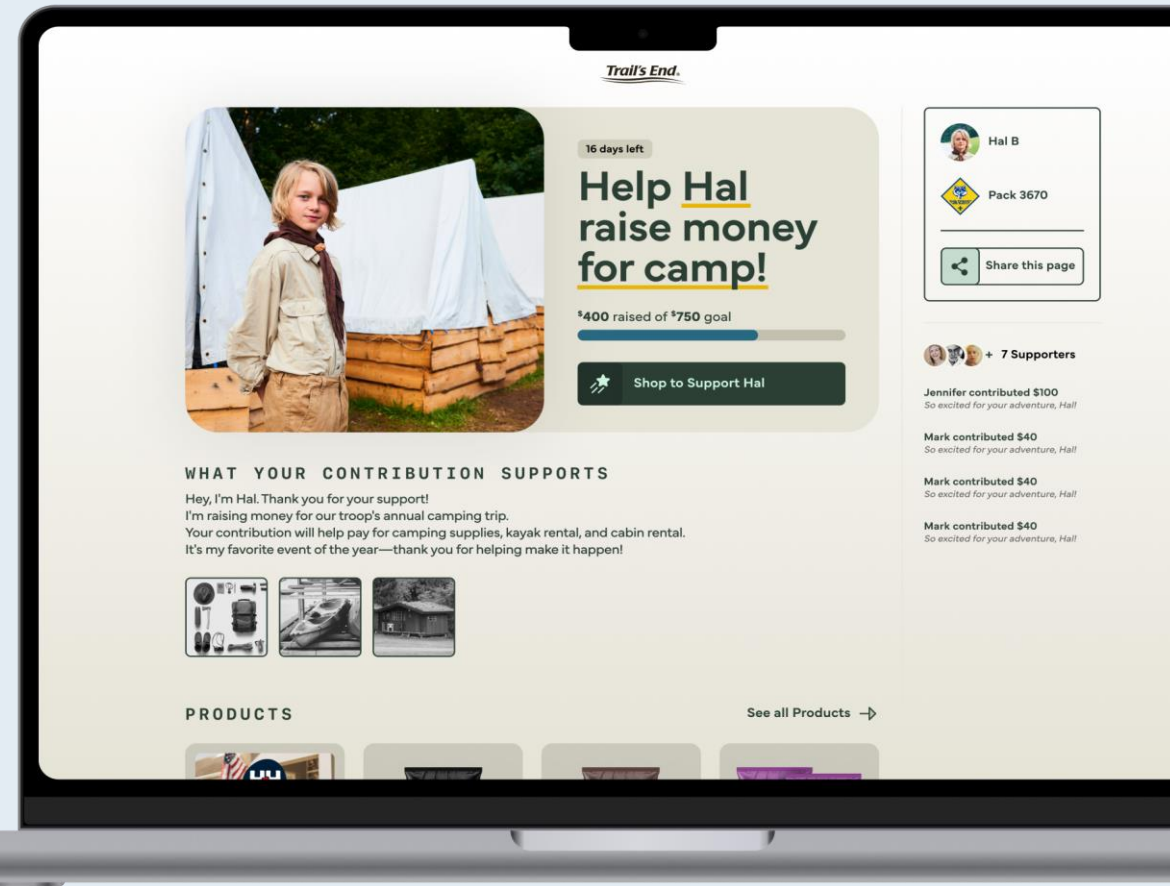 Trail's End.
16 days left
Help Hal
raise money
for camp!
$400 raised of $750 goal
Shop to Support Hal
Hal B
Pack 3670
Share this page
+ 7 Supporters
Jennifer contributed $100
So excited for your adventure, Hal!
Mark contributed $40
So excited for your adventure, Hal!
Mark contributed $40
So excited for your adventure, Hal!
Mark contributed $40
So excited for your adventure, Hal!
WHAT YOUR CONTRIBUTION SUPPORTS
Hey, I'm Hal. Thank you for your support!
I'm raising money for our troop's annual camping trip.
Your contribution will help pay for camping supplies, kayak rental, and cabin rental.
It's my favorite event of the year—thank you for helping make it happen!
PRODUCTS
See all Products